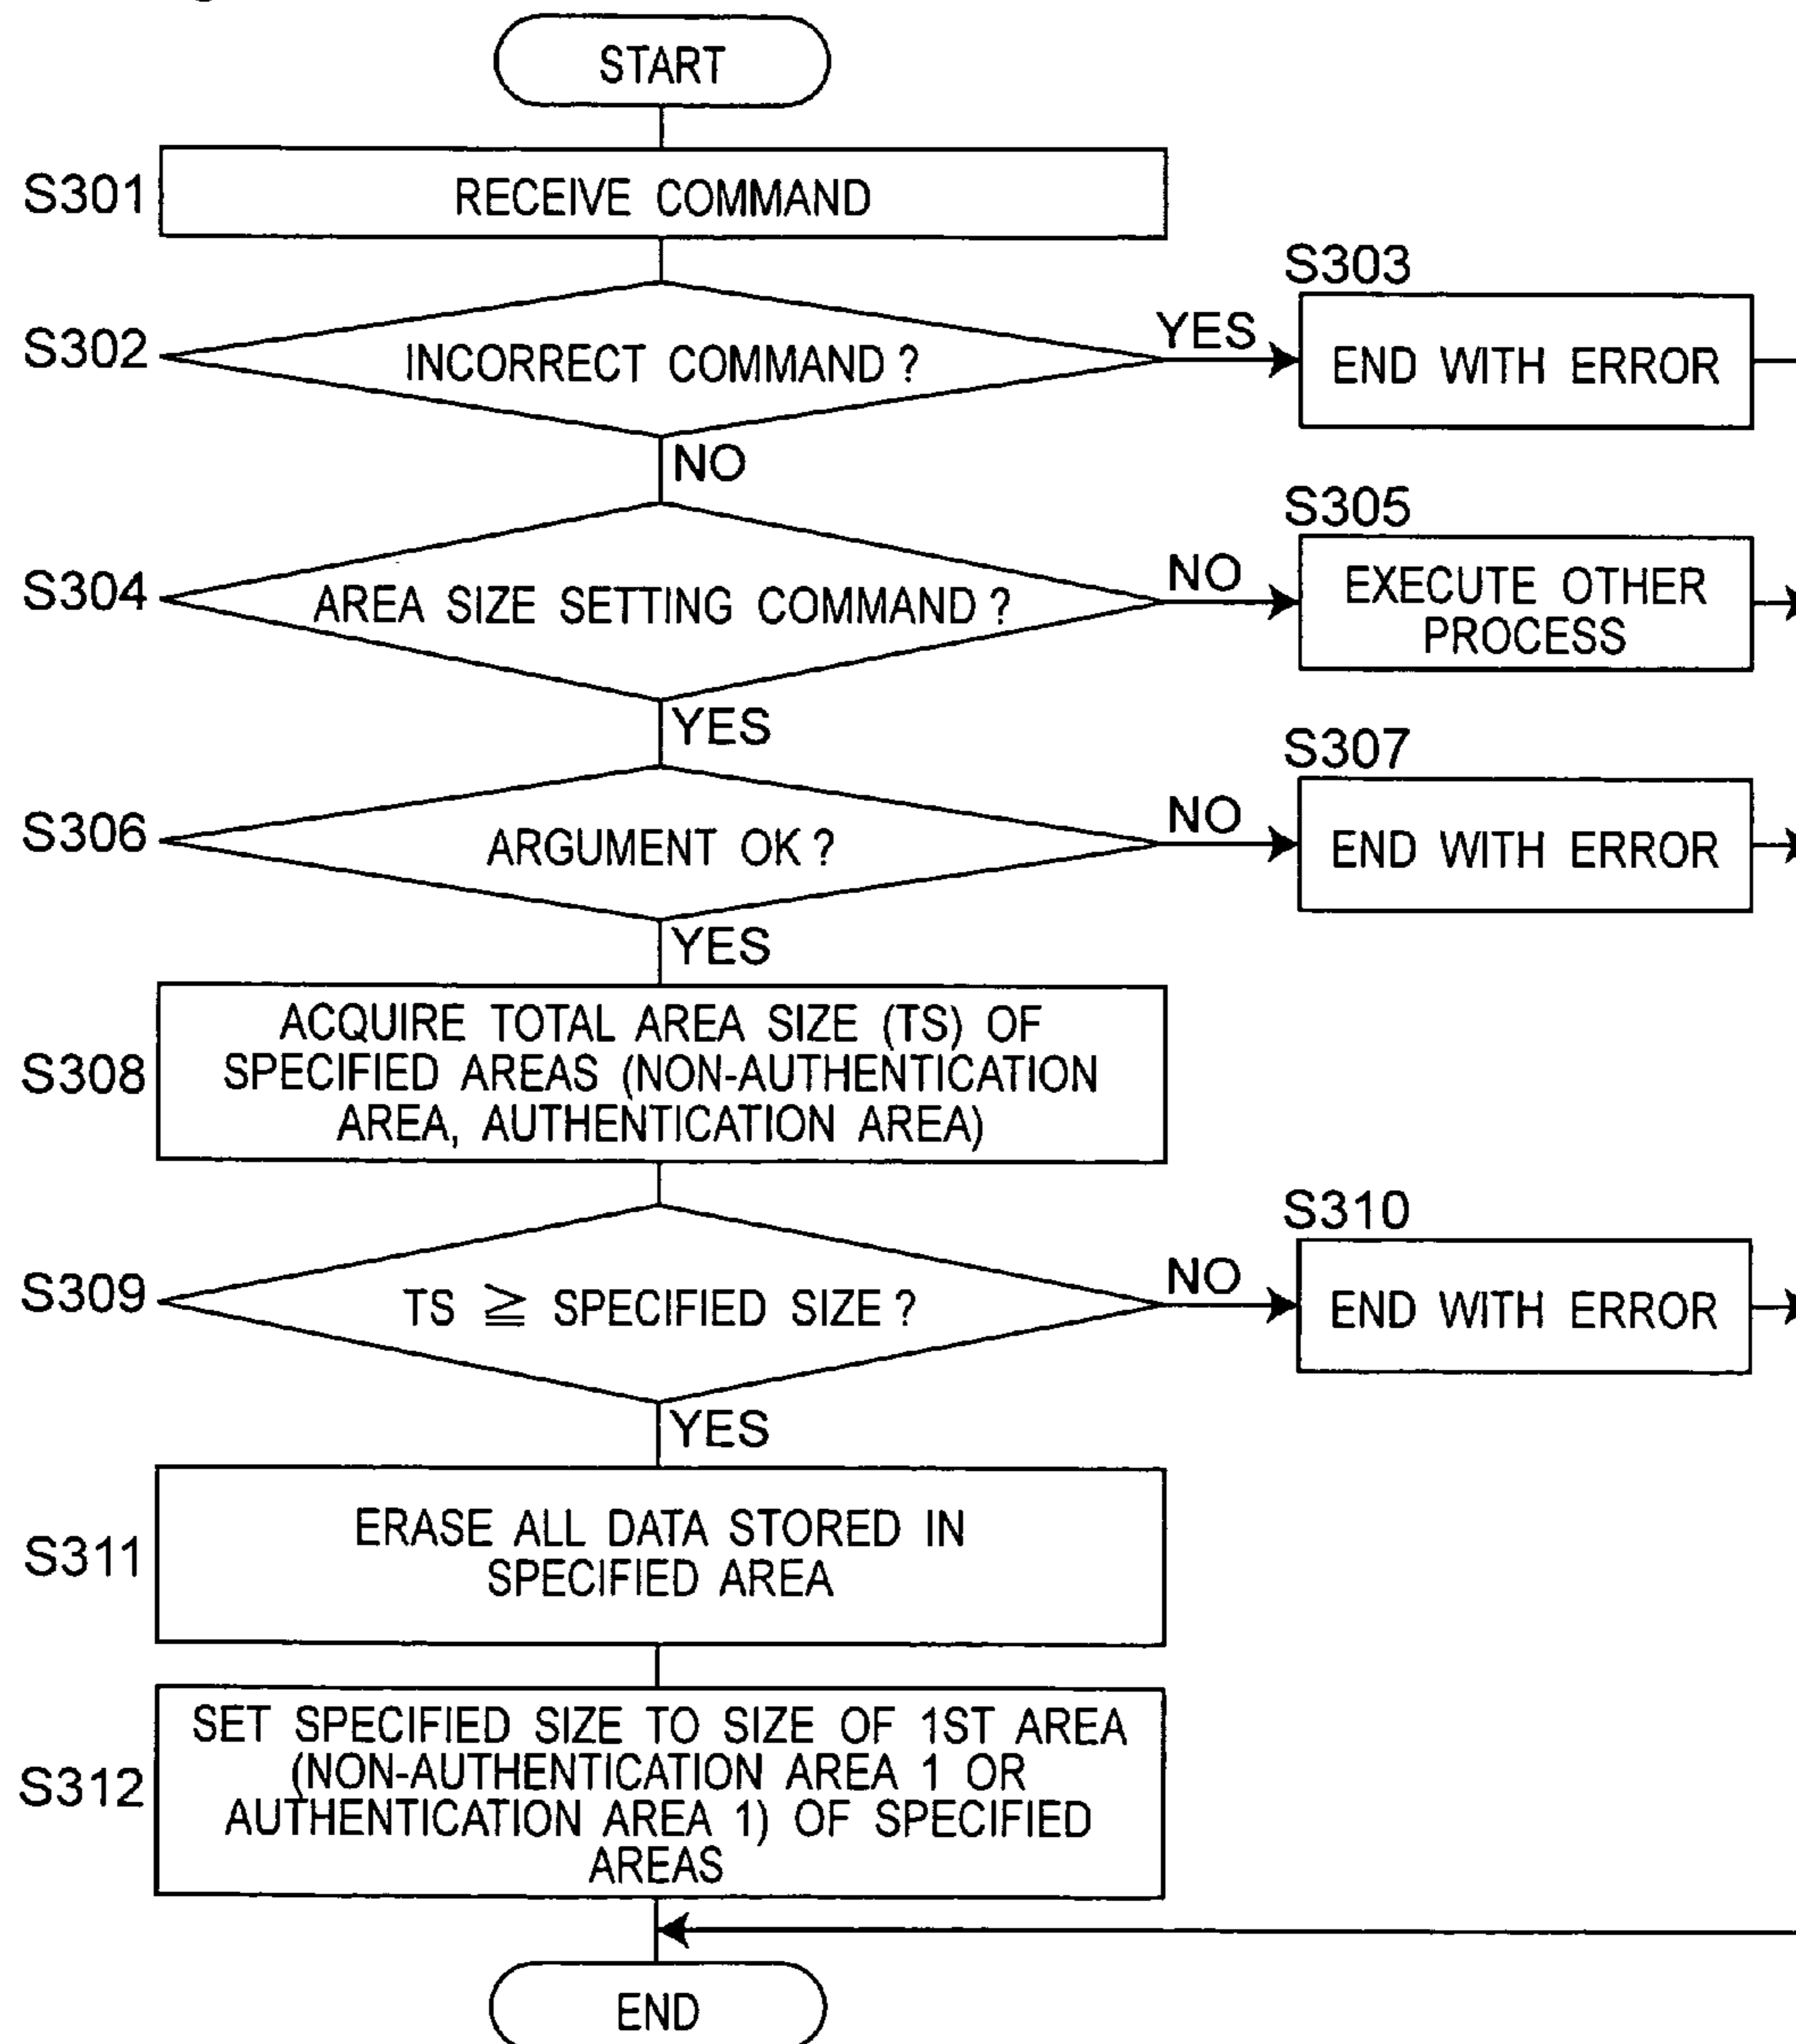 START
S301
RECEIVE COMMAND
S302
INCORRECT COMMAND ?
YES
S303
END WITH ERROR
NO
S304
AREA SIZE SETTING COMMAND ?
NO
S305
EXECUTE OTHER
PROCESS
YES
S306
ARGUMENT OK ?
NO
S307
END WITH ERROR
YES
S308
ACQUIRE TOTAL AREA SIZE (TS) OF
SPECIFIED AREAS (NON-AUTHENTICATION
AREA, AUTHENTICATION AREA)
S309
TS ≧ SPECIFIED SIZE ?
NO
S310
END WITH ERROR
YES
S311
ERASE ALL DATA STORED IN
SPECIFIED AREA
S312
SET SPECIFIED SIZE TO SIZE OF 1ST AREA
(NON-AUTHENTICATION AREA 1 OR
AUTHENTICATION AREA 1) OF SPECIFIED
AREAS
END